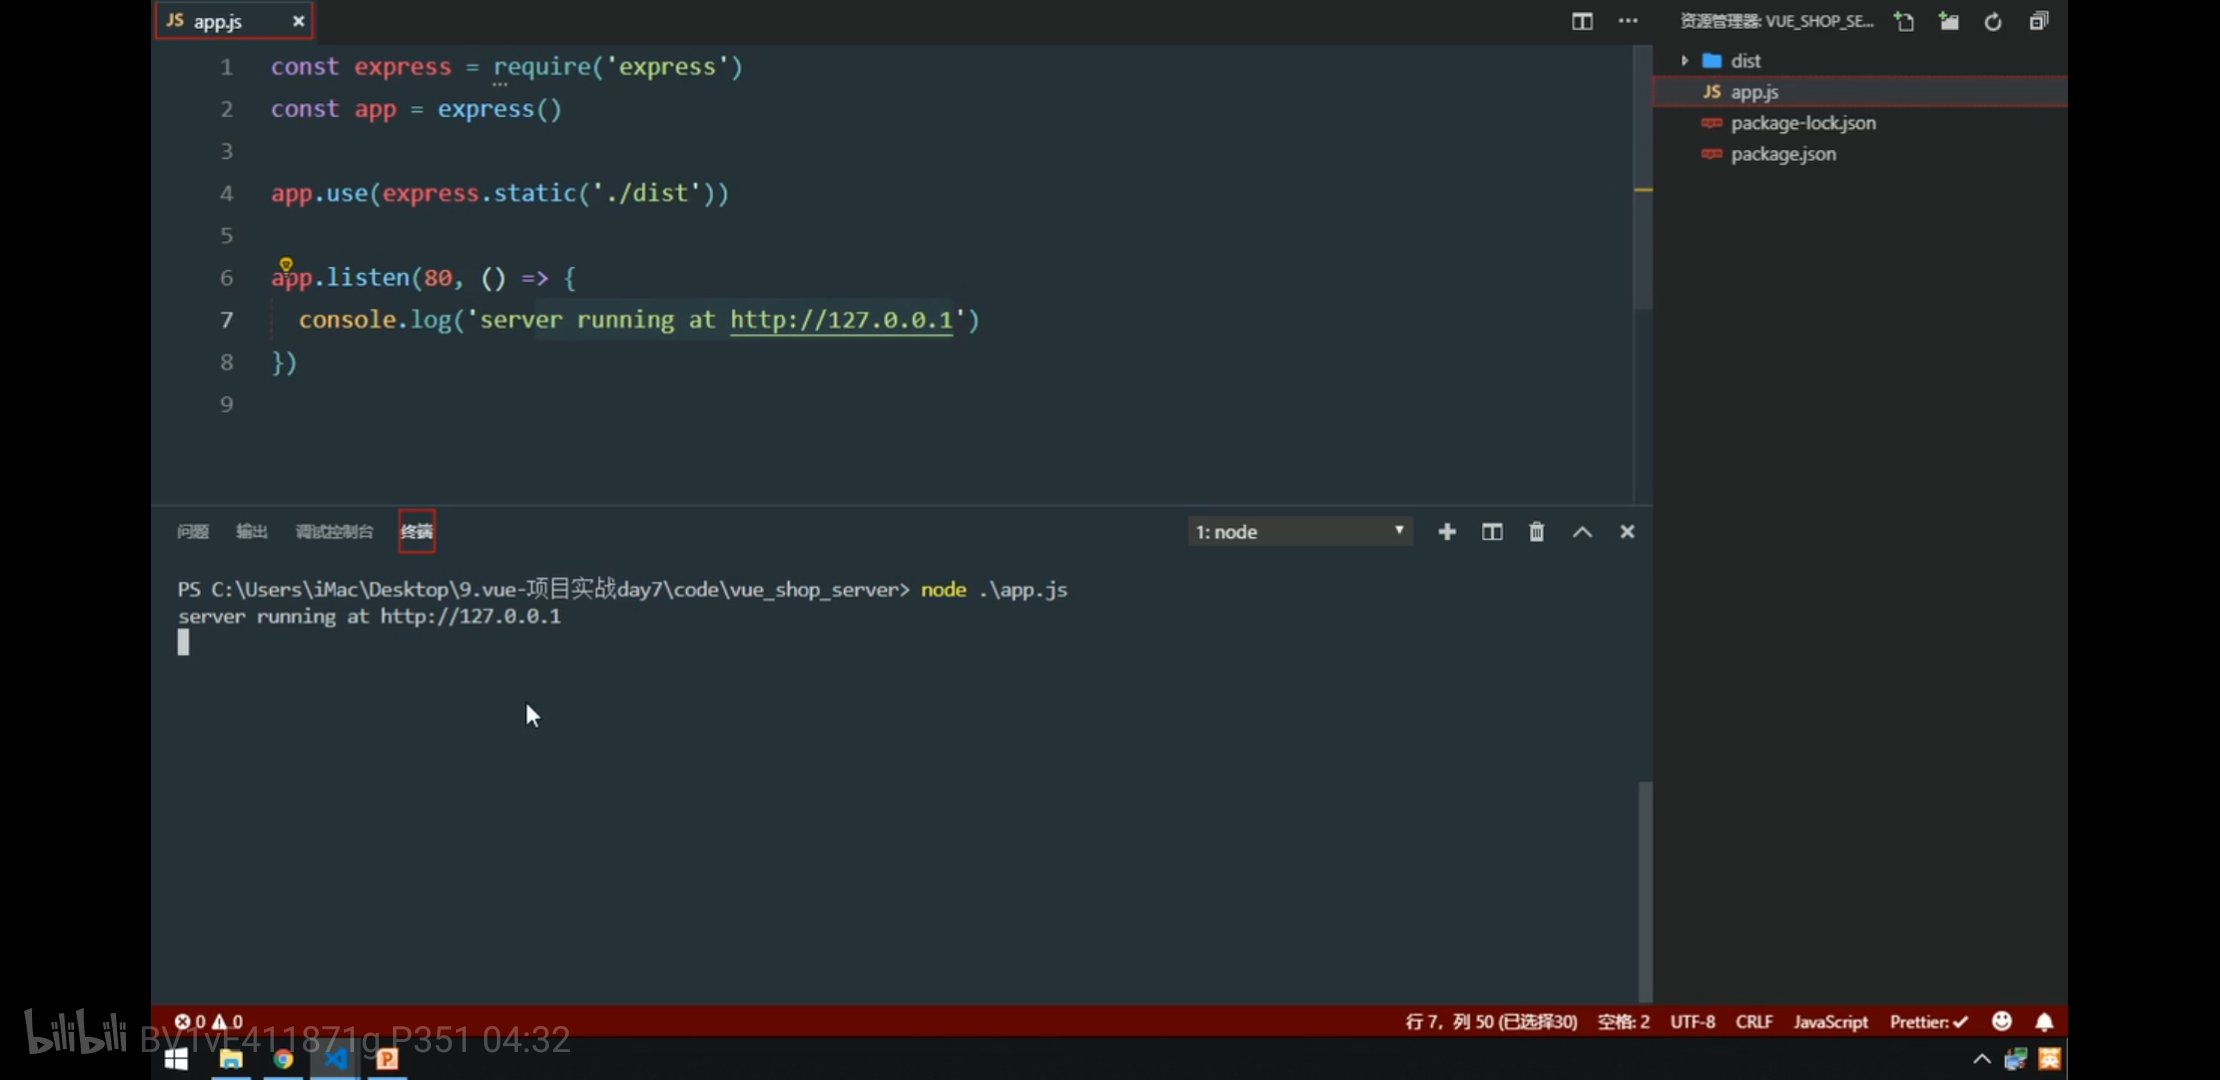 JS app.js
资源管理器: VUE_SHOP_SE...
1 const express = require('express')
2 const app = express()
3
4 app.use(express.static('./dist'))
5
6 app.listen(80, () => {
7 console.log('server running at http://127.0.0.1')
8 })
9
dist
JS app.js
package-lock.json
package.json
问题 输出 调试控制台 终端 1: node
PS C:\Users\iMac\Desktop\9.vue-项目实战day7\code\vue_shop_server> node .\app.js
server running at http://127.0.0.1
0 0 行 7，列 50 (已选择30) 空格: 2 UTF-8 CRLF JavaScript Prettier: ✓
bilibili BV1vE411871g P351 04:32
英